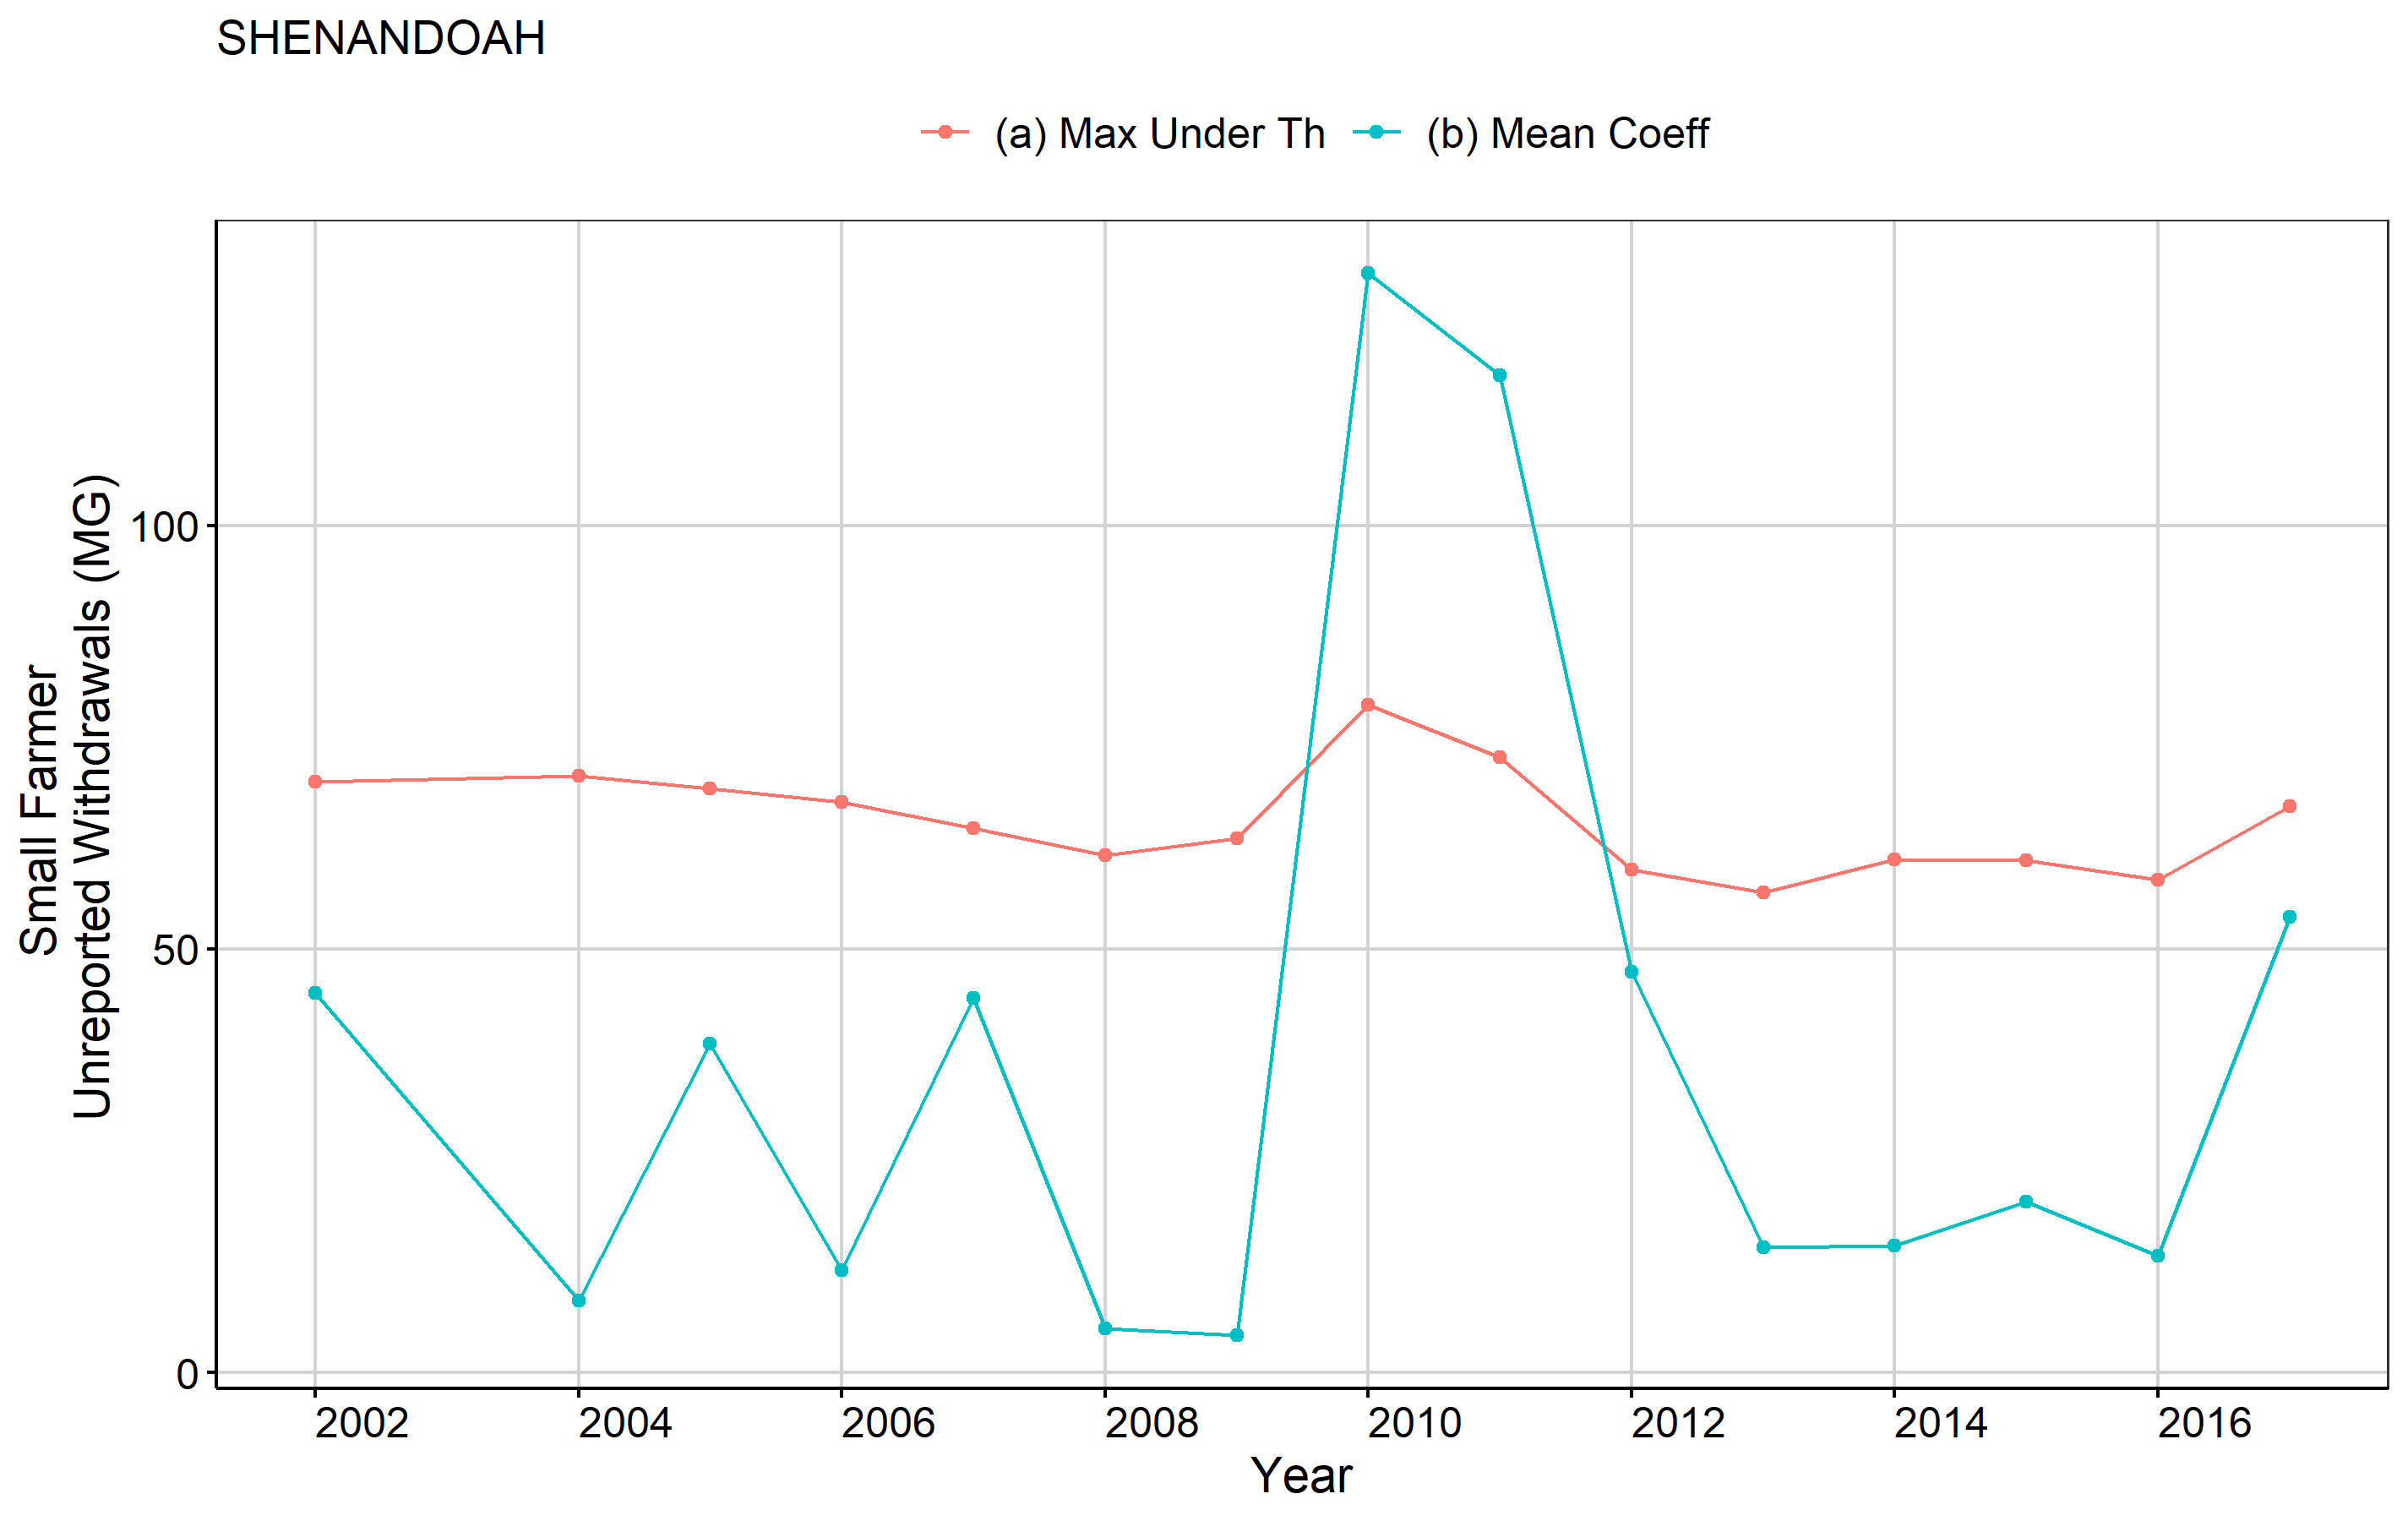 SHENANDOAH
(a) Max Under Th (b) Mean Coeff
Small Farmer
Unreported Withdrawals (MG)
100
50
0
2002 2004 2006 2008 2010 2012 2014 2016
Year